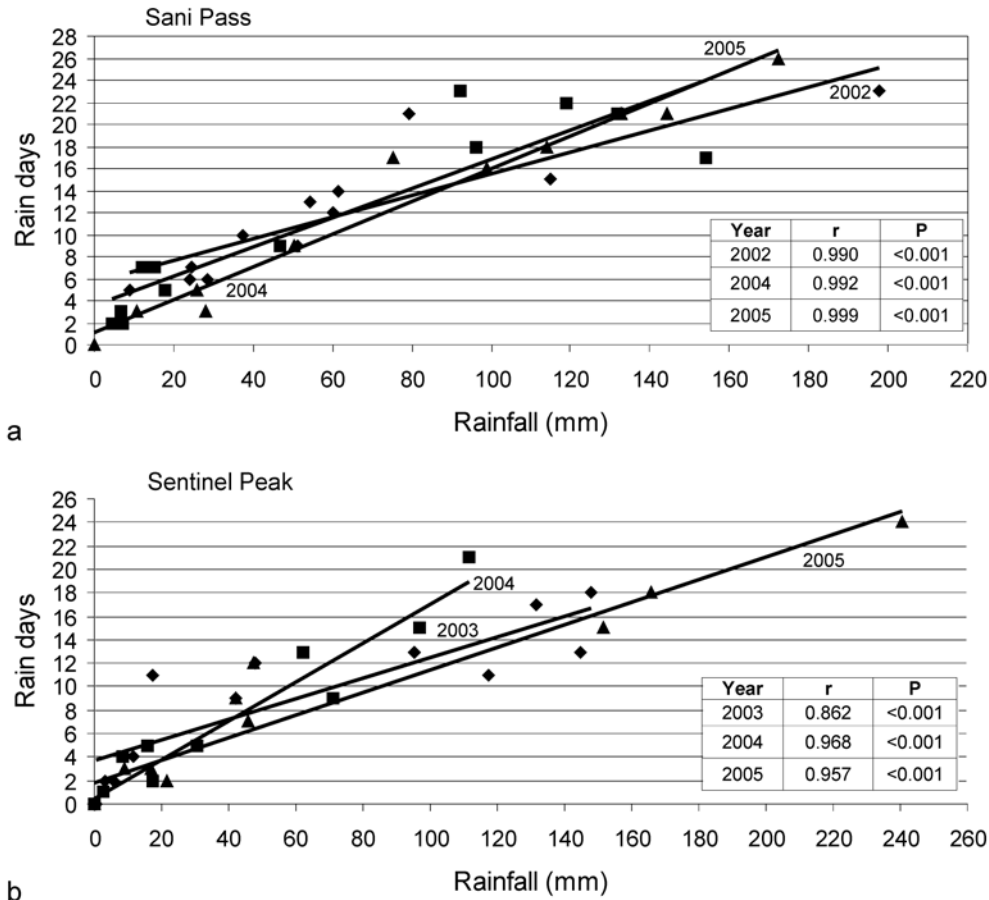 Sani Pass
28
26
24
22
20
18
16
14
12
10
8
6
4
2
0
Rain days
2005
2002
2004
Year r P
2002 0.990 <0.001
2004 0.992 <0.001
2005 0.999 <0.001
0 20 40 60 80 100 120 140 160 180 200 220
Rainfall (mm)
a
Sentinel Peak
26
24
22
20
18
16
14
12
10
8
6
4
2
0
Rain days
2004
2005
2003
Year r P
2003 0.862 <0.001
2004 0.968 <0.001
2005 0.957 <0.001
0 20 40 60 80 100 120 140 160 180 200 220 240 260
Rainfall (mm)
b